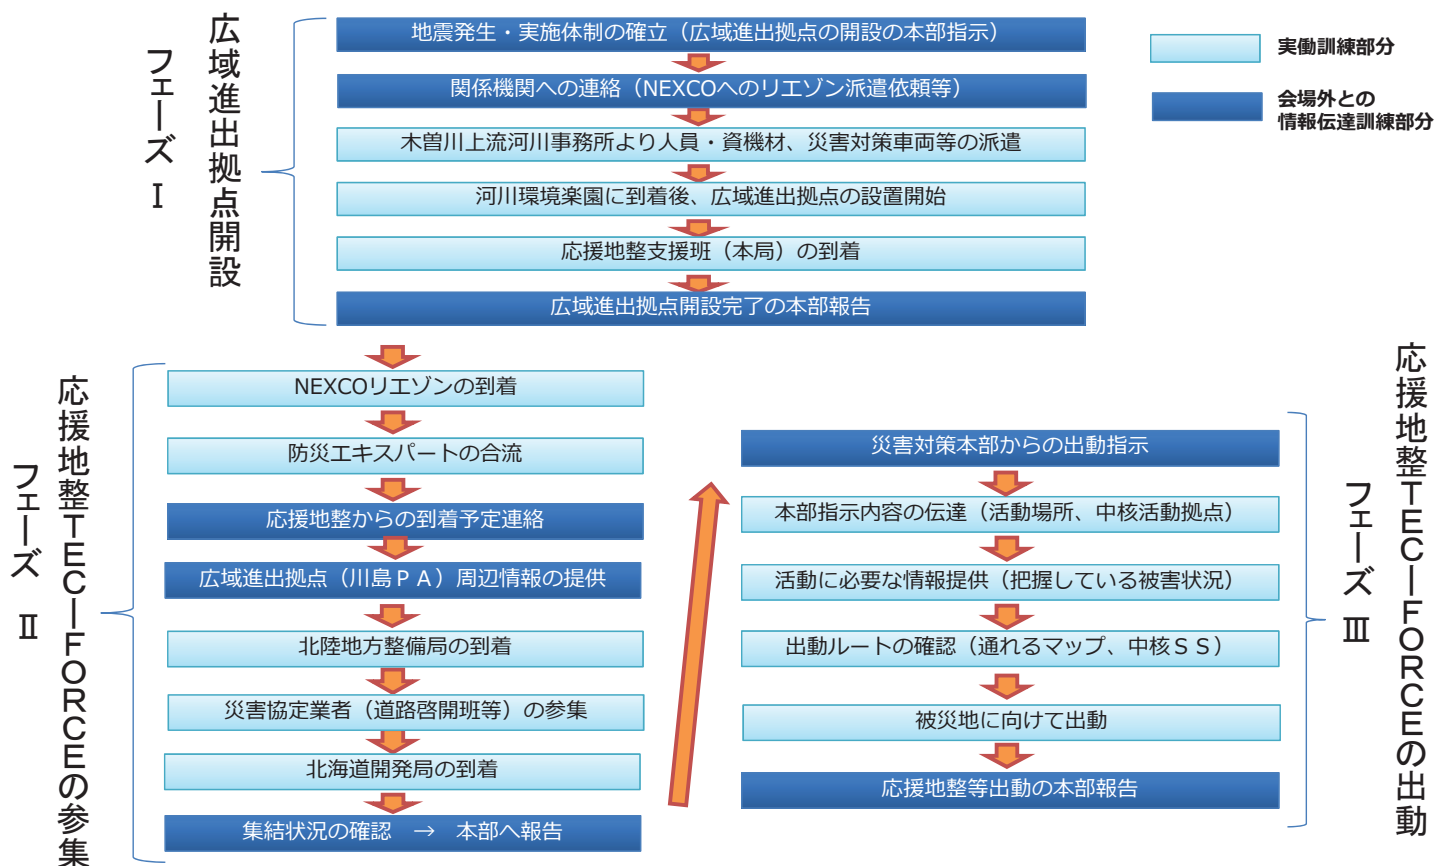 広域進出拠点開設
フェーズ Ⅰ
地震発生・実施体制の確立（広域進出拠点の開設の本部指示）
関係機関への連絡（NEXCOへのリエゾン派遣依頼等）
木曽川上流河川事務所より人員・資機材、災害対策車両等の派遣
河川環境楽園に到着後、広域進出拠点の設置開始
応援地整支援班（本局）の到着
広域進出拠点開設完了の本部報告
実働訓練部分
会場外との
情報伝達訓練部分
応援地整TEC－FORCEの参集
フェーズ Ⅱ
NEXCOリエゾンの到着
防災エキスパートの合流
応援地整からの到着予定連絡
広域進出拠点（川島ＰＡ）周辺情報の提供
北陸地方整備局の到着
災害協定業者（道路啓開班等）の参集
北海道開発局の到着
集結状況の確認　→　本部へ報告
応援地整TEC－FORCEの出動
フェーズ Ⅲ
災害対策本部からの出動指示
本部指示内容の伝達（活動場所、中核活動拠点）
活動に必要な情報提供（把握している被害状況）
出動ルートの確認（通れるマップ、中核ＳＳ）
被災地に向けて出動
応援地整等出動の本部報告